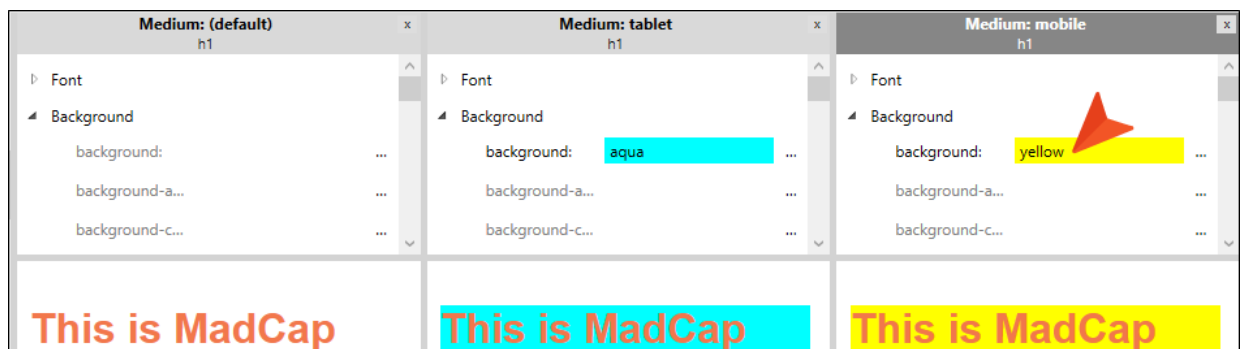 Medium: (default)
h1
x
Font
Background
background: ...
background-a... ...
background-c... ...
This is MadCap
Medium: tablet
h1
x
Font
Background
background: aqua ...
background-a... ...
background-c... ...
This is MadCap
Medium: mobile
h1
x
Font
Background
background: yellow ...
background-a... ...
background-c... ...
This is MadCap